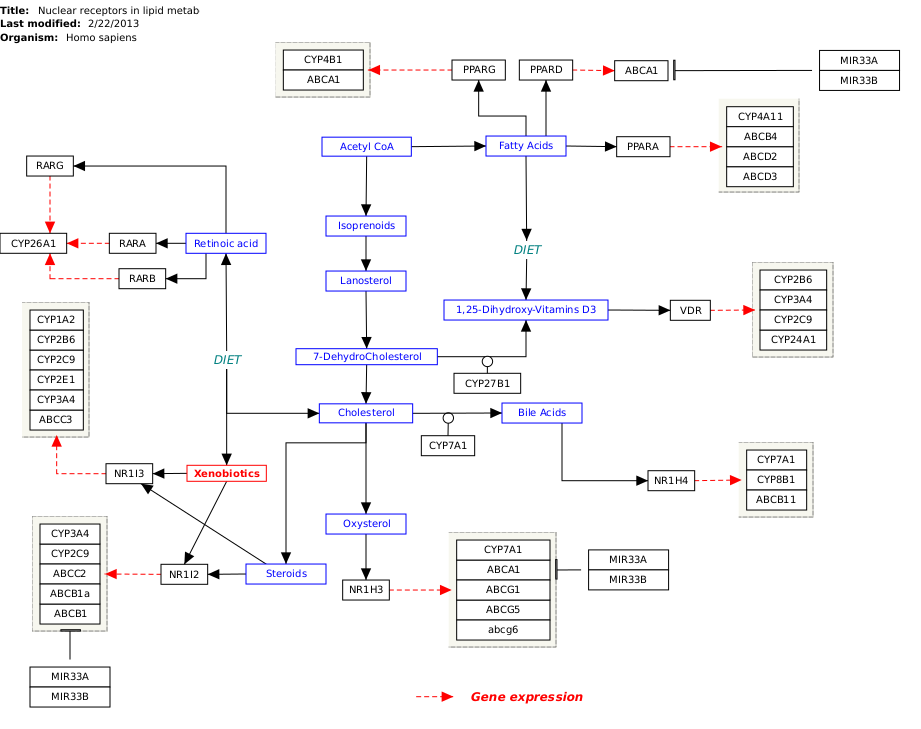 Title: Nuclear receptors in lipid metab
Last modified: 2/22/2013
Organism: Homo sapiens
CYP4B1
ABCA1
PPARG
PPARD
ABCA1
MIR33A
MIR33B
Acetyl CoA
Fatty Acids
PPARA
CYP4A11
ABCB4
ABCD2
ABCD3
RARG
CYP26A1
RARA
Retinoic acid
RARB
Isoprenoids
DIET
Lanosterol
1,25-Dihydroxy-Vitamins D3
VDR
CYP2B6
CYP3A4
CYP2C9
CYP24A1
CYP1A2
CYP2B6
CYP2C9
CYP2E1
CYP3A4
ABCC3
DIET
7-DehydroCholesterol
CYP27B1
Cholesterol
Bile Acids
CYP7A1
NR1I3
Xenobiotics
NR1H4
CYP7A1
CYP8B1
ABCB11
CYP3A4
CYP2C9
ABCC2
ABCB1a
ABCB1
NR1I2
Steroids
Oxysterol
NR1H3
CYP7A1
ABCA1
ABCG1
ABCG5
abcg6
MIR33A
MIR33B
MIR33A
MIR33B
Gene expression